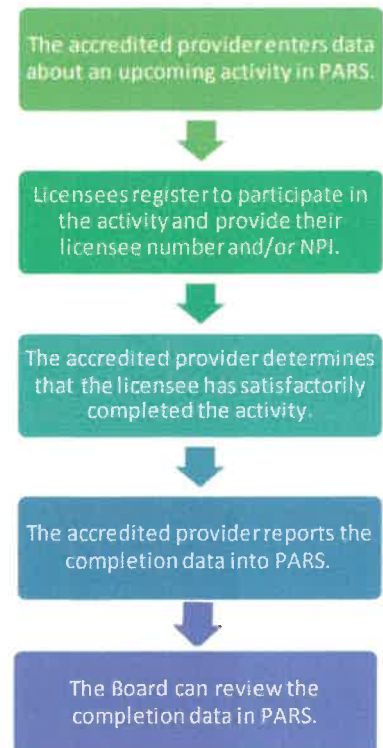 The accredited provider enters data
about an upcoming activity in PARS.
Licensees register to participate in
the activity and provide their
licensee number and/or NPI.
The accredited provider determines
that the licensee has satisfactorily
completed the activity.
The accredited provider reports the
completion data into PARS.
The Board can review the
completion data in PARS.